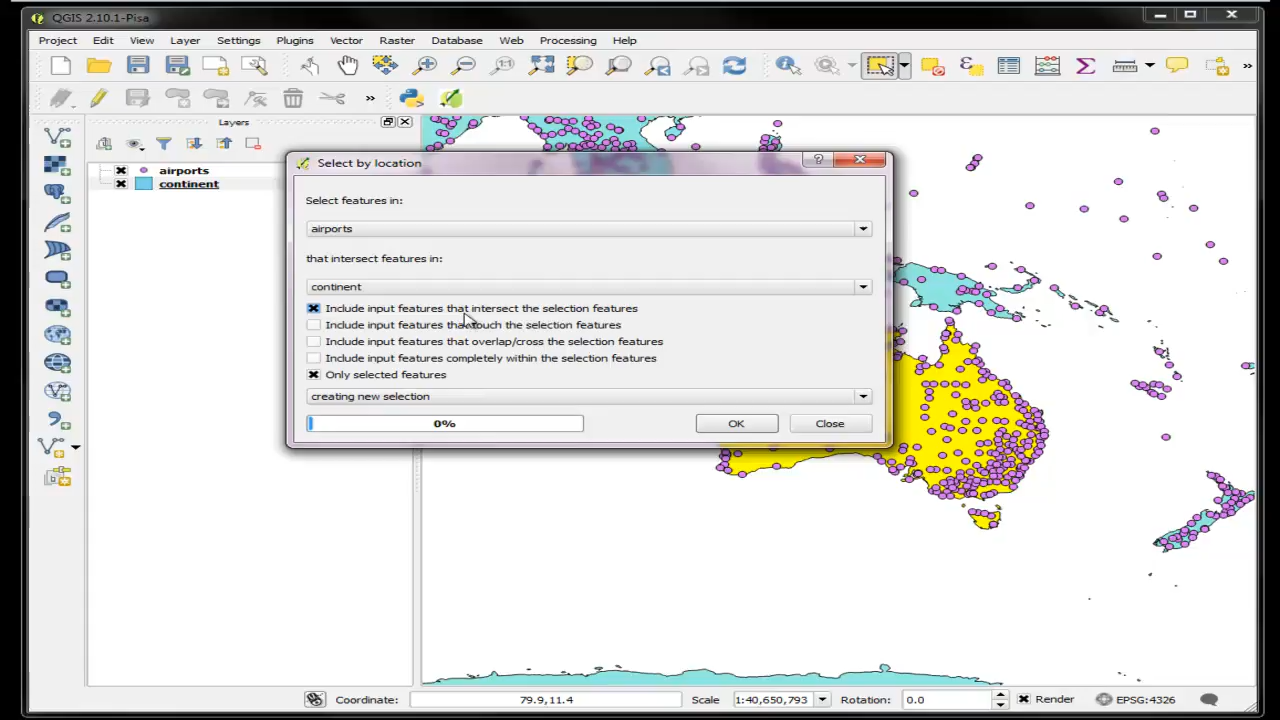 QGIS 2.10.1-Pisa
Project Edit View Layer Settings Plugins Vector Raster Database Web Processing Help
1:1
ε
Σ
»
»
Layers
airports
continent
Select by location
?
Select features in:
airports
that intersect features in:
continent
Include input features that intersect the selection features
Include input features that touch the selection features
Include input features that overlap/cross the selection features
Include input features completely within the selection features
Only selected features
creating new selection
0% OK Close
Coordinate: 79.9,11.4 Scale 1:40,650,793 Rotation: 0.0 Render EPSG:4326